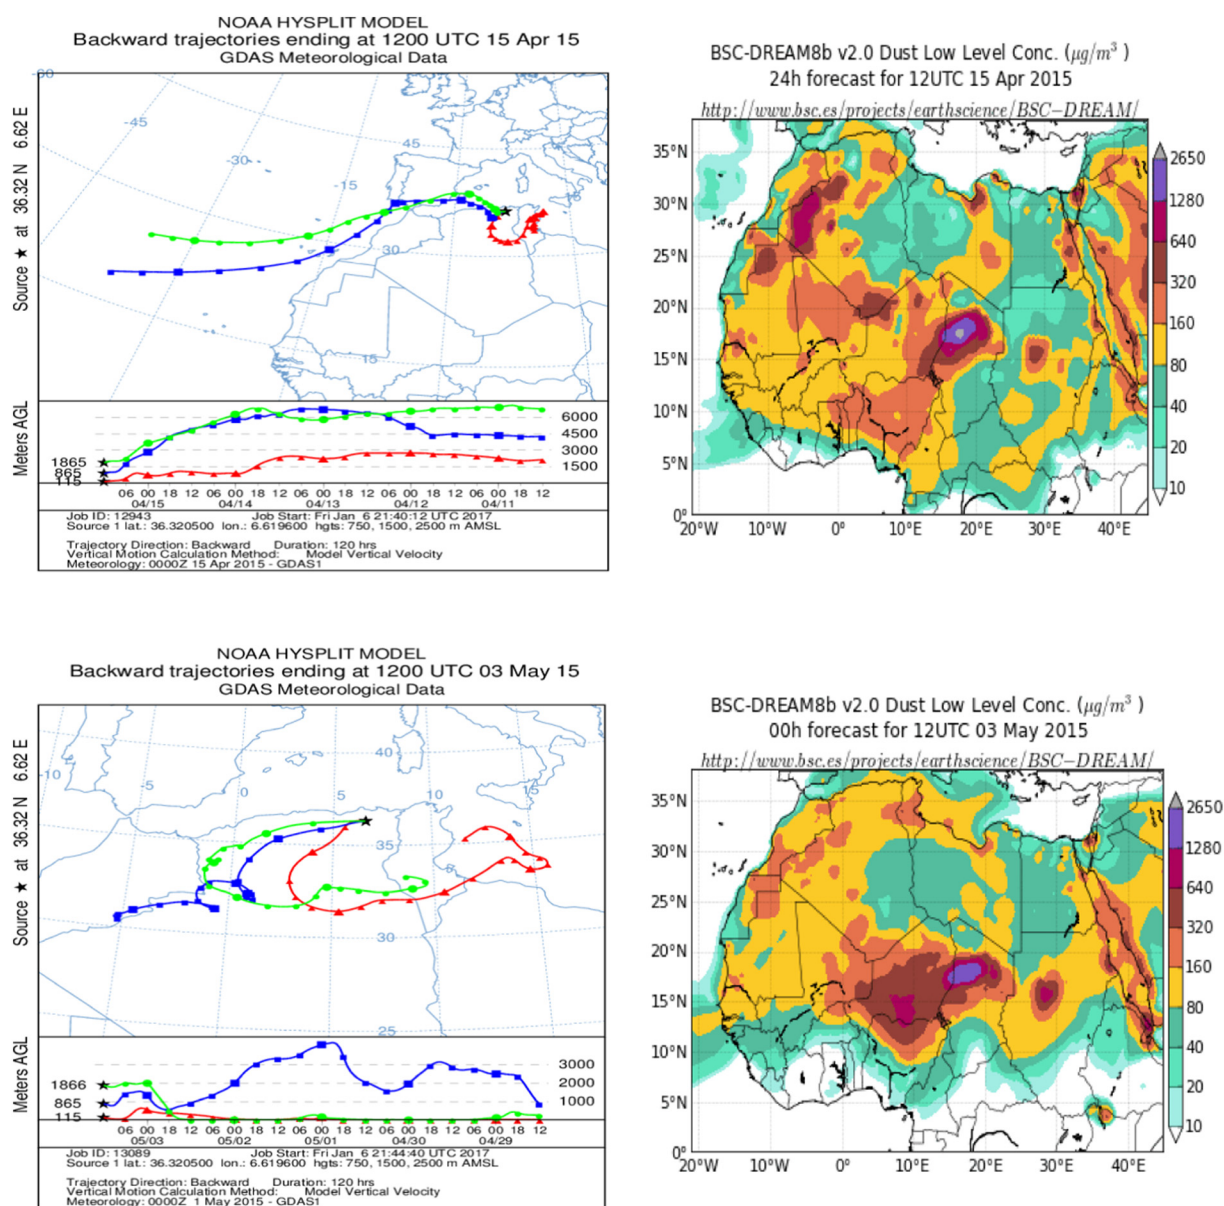 NOAA HYSPLIT MODEL
Backward trajectories ending at 1200 UTC 15 Apr 15
GDAS Meteorological Data
Source ★ at 36.32 N 6.62 E
-60
-45
-30
-15
45
30
15
Meters AGL
6000
4500
3000
1500
1865
865
115
06 00 18 12 06 00 18 12 06 00 18 12 06 00 18 12 06 00 18 12
04/15 04/14 04/13 04/12 04/11
Job ID: 12943 Job Start: Fri Jan 6 21:40:12 UTC 2017
Source 1 lat.: 36.320500 lon.: 6.619600 hgts: 750, 1500, 2500 m AMSL
Trajectory Direction: Backward Duration: 120 hrs
Vertical Motion Calculation Method: Model Vertical Velocity
Meteorology: 0000Z 15 Apr 2015 - GDAS1
BSC-DREAM8b v2.0 Dust Low Level Conc. (μg/m³ )
24h forecast for 12UTC 15 Apr 2015
http://www.bsc.es/projects/earthscience/BSC−DREAM/
35°N
30°N
25°N
20°N
15°N
10°N
5°N
0°
20°W 10°W 0° 10°E 20°E 30°E 40°E
2650
1280
640
320
160
80
40
20
10
NOAA HYSPLIT MODEL
Backward trajectories ending at 1200 UTC 03 May 15
GDAS Meteorological Data
Source ★ at 36.32 N 6.62 E
-10
0
5
10
15
40
35
30
25
Meters AGL
3000
2000
1000
1866
865
115
06 00 18 12 06 00 18 12 06 00 18 12 06 00 18 12 06 00 18 12
05/03 05/02 05/01 04/30 04/29
Job ID: 13089 Job Start: Fri Jan 6 21:44:40 UTC 2017
Source 1 lat.: 36.320500 lon.: 6.619600 hgts: 750, 1500, 2500 m AMSL
Trajectory Direction: Backward Duration: 120 hrs
Vertical Motion Calculation Method: Model Vertical Velocity
Meteorology: 0000Z 1 May 2015 - GDAS1
BSC-DREAM8b v2.0 Dust Low Level Conc. (μg/m³ )
00h forecast for 12UTC 03 May 2015
http://www.bsc.es/projects/earthscience/BSC−DREAM/
35°N
30°N
25°N
20°N
15°N
10°N
5°N
0°
20°W 10°W 0° 10°E 20°E 30°E 40°E
2650
1280
640
320
160
80
40
20
10